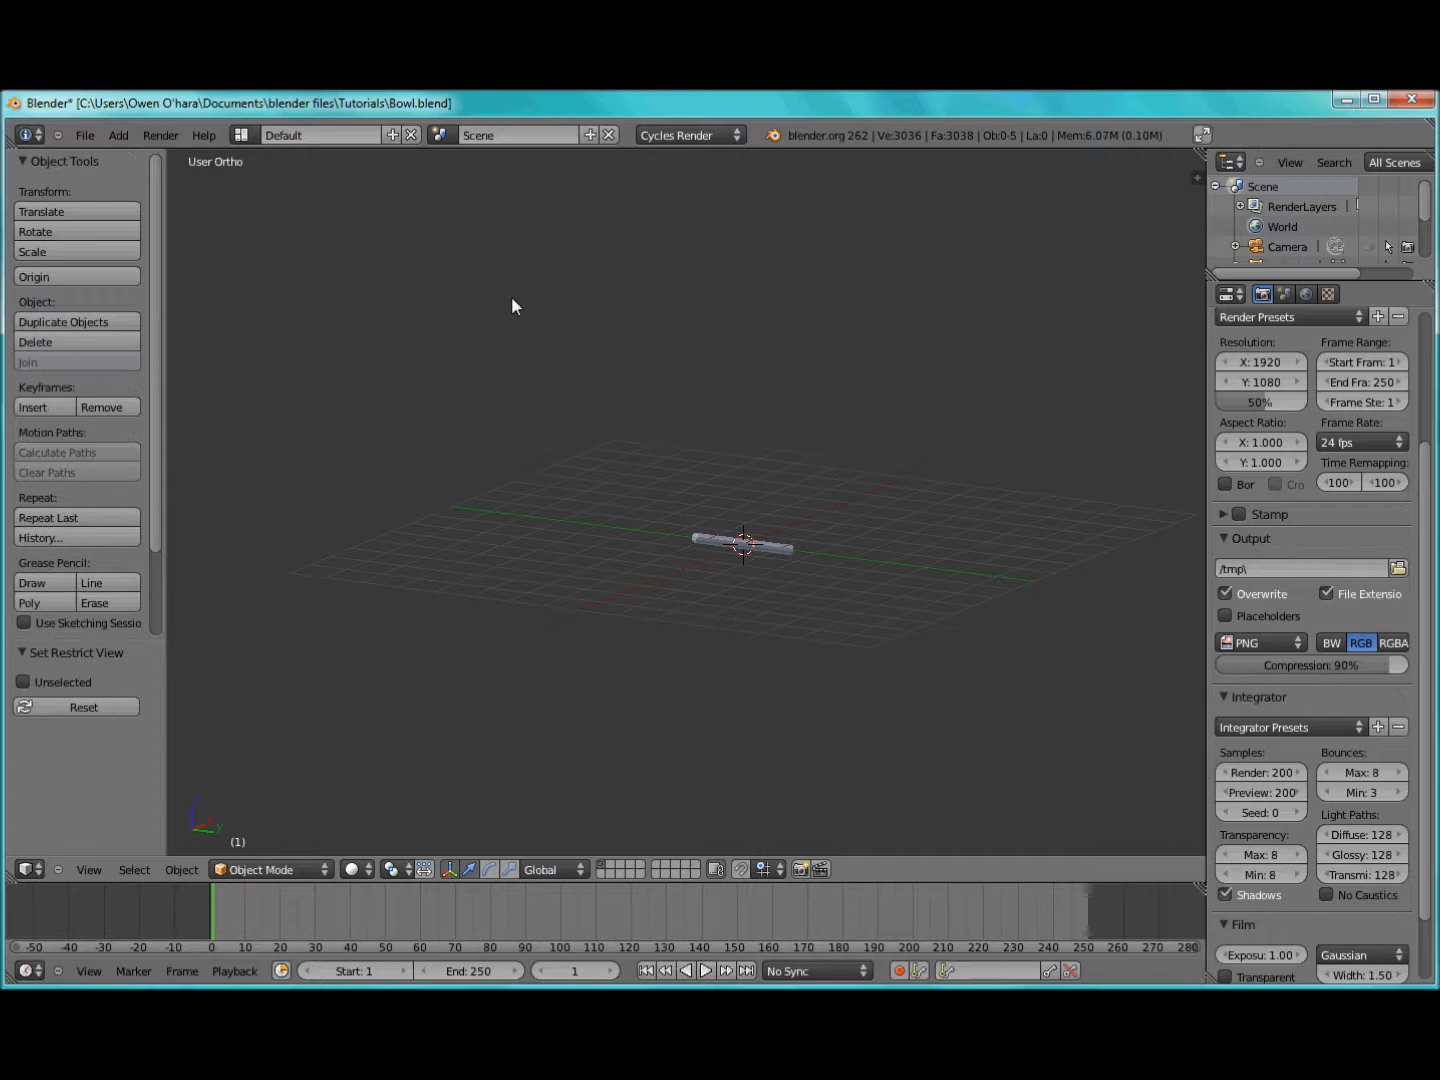 Blender* [C:\Users\Owen O'hara\Documents\blender files\Tutorials\Bowl.blend]
File Add Render Help Default Scene Cycles Render blender.org 262 | Ve:3036 | Fa:3038 | Ob:0-5 | La:0 | Mem:6.07M (0.10M)
Object Tools
Transform:
Translate
Rotate
Scale
Origin
Object:
Duplicate Objects
Delete
Join
Keyframes:
Insert Remove
Motion Paths:
Calculate Paths
Clear Paths
Repeat:
Repeat Last
History...
Grease Pencil:
Draw Line
Poly Erase
Use Sketching Sessio
Set Restrict View
Unselected
Reset
User Ortho
y
(1)
View Select Object Object Mode Global
View Search All Scenes
Scene
RenderLayers |
World
Camera |
Render Presets
Resolution: Frame Range:
X: 1920 Start Fram: 1
Y: 1080 End Fra: 250
50% Frame Ste: 1
Aspect Ratio: Frame Rate:
X: 1.000 24 fps
Y: 1.000 Time Remapping:
Bor Cro 100 100
Stamp
Output
/tmp\
Overwrite File Extensio
Placeholders
PNG BW RGB RGBA
Compression: 90%
Integrator
Integrator Presets
Samples: Bounces:
Render: 200 Max: 8
Preview: 200 Min: 3
Seed: 0 Light Paths:
Transparency: Diffuse: 128
Max: 8 Glossy: 128
Min: 8 Transmi: 128
Shadows No Caustics
Film
Exposu: 1.00 Gaussian
Transparent Width: 1.50
-50 -40 -30 -20 -10 0 10 20 30 40 50 60 70 80 90 100 110 120 130 140 150 160 170 180 190 200 210 220 230 240 250 260 270 280
View Marker Frame Playback Start: 1 End: 250 1 No Sync